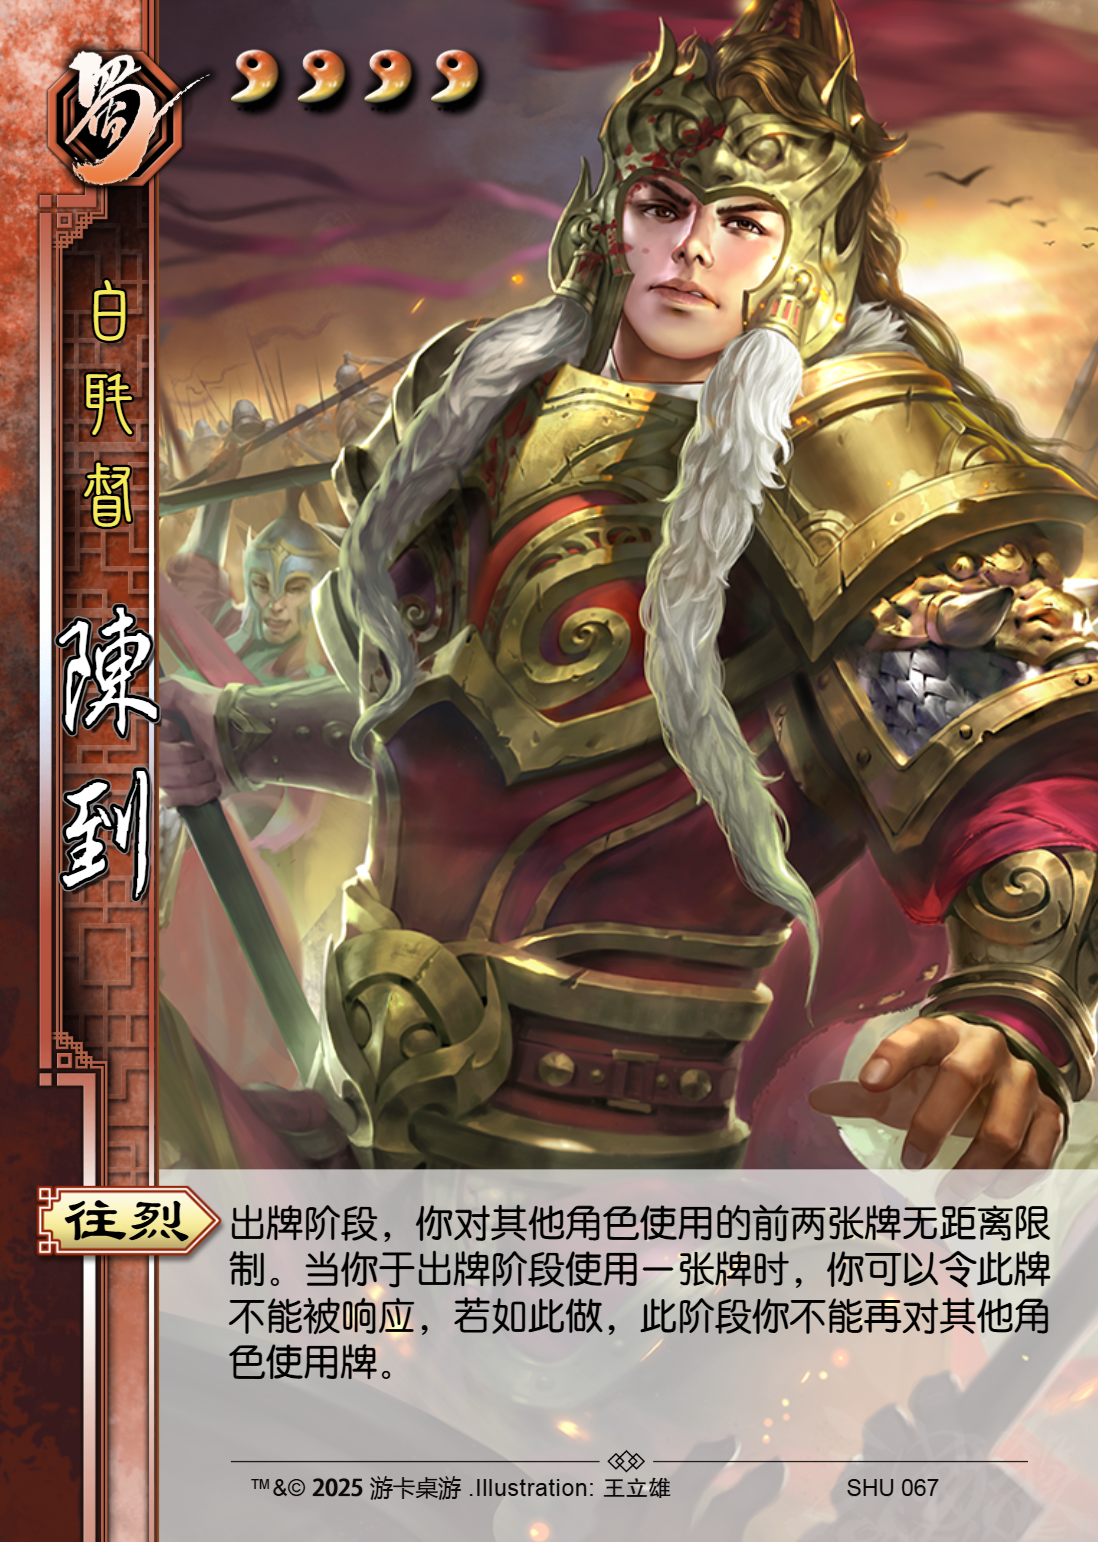 蜀
白毦督
陳到
往烈
出牌阶段，你对其他角色使用的前两张牌无距离限
制。当你于出牌阶段使用一张牌时，你可以令此牌
不能被响应，若如此做，此阶段你不能再对其他角
色使用牌。
™&© 2025 游卡桌游 .Illustration: 王立雄
SHU 067